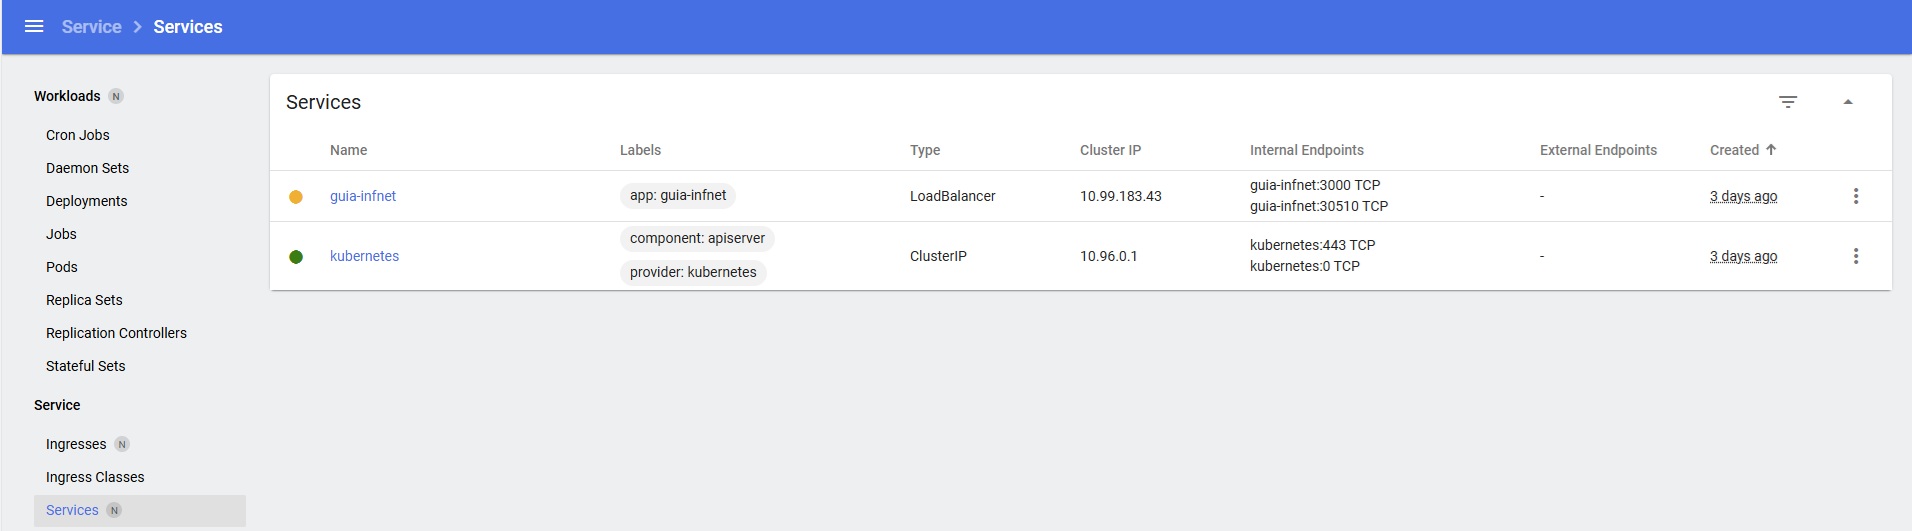 Service > Services
Workloads N
Cron Jobs
Daemon Sets
Deployments
Jobs
Pods
Replica Sets
Replication Controllers
Stateful Sets
Service
Ingresses N
Ingress Classes
Services N
Services
Name Labels Type Cluster IP Internal Endpoints External Endpoints Created ↑
guia-infnet app: guia-infnet LoadBalancer 10.99.183.43 guia-infnet:3000 TCP - 3 days ago
guia-infnet:30510 TCP
kubernetes component: apiserver ClusterIP 10.96.0.1 kubernetes:443 TCP - 3 days ago
provider: kubernetes kubernetes:0 TCP